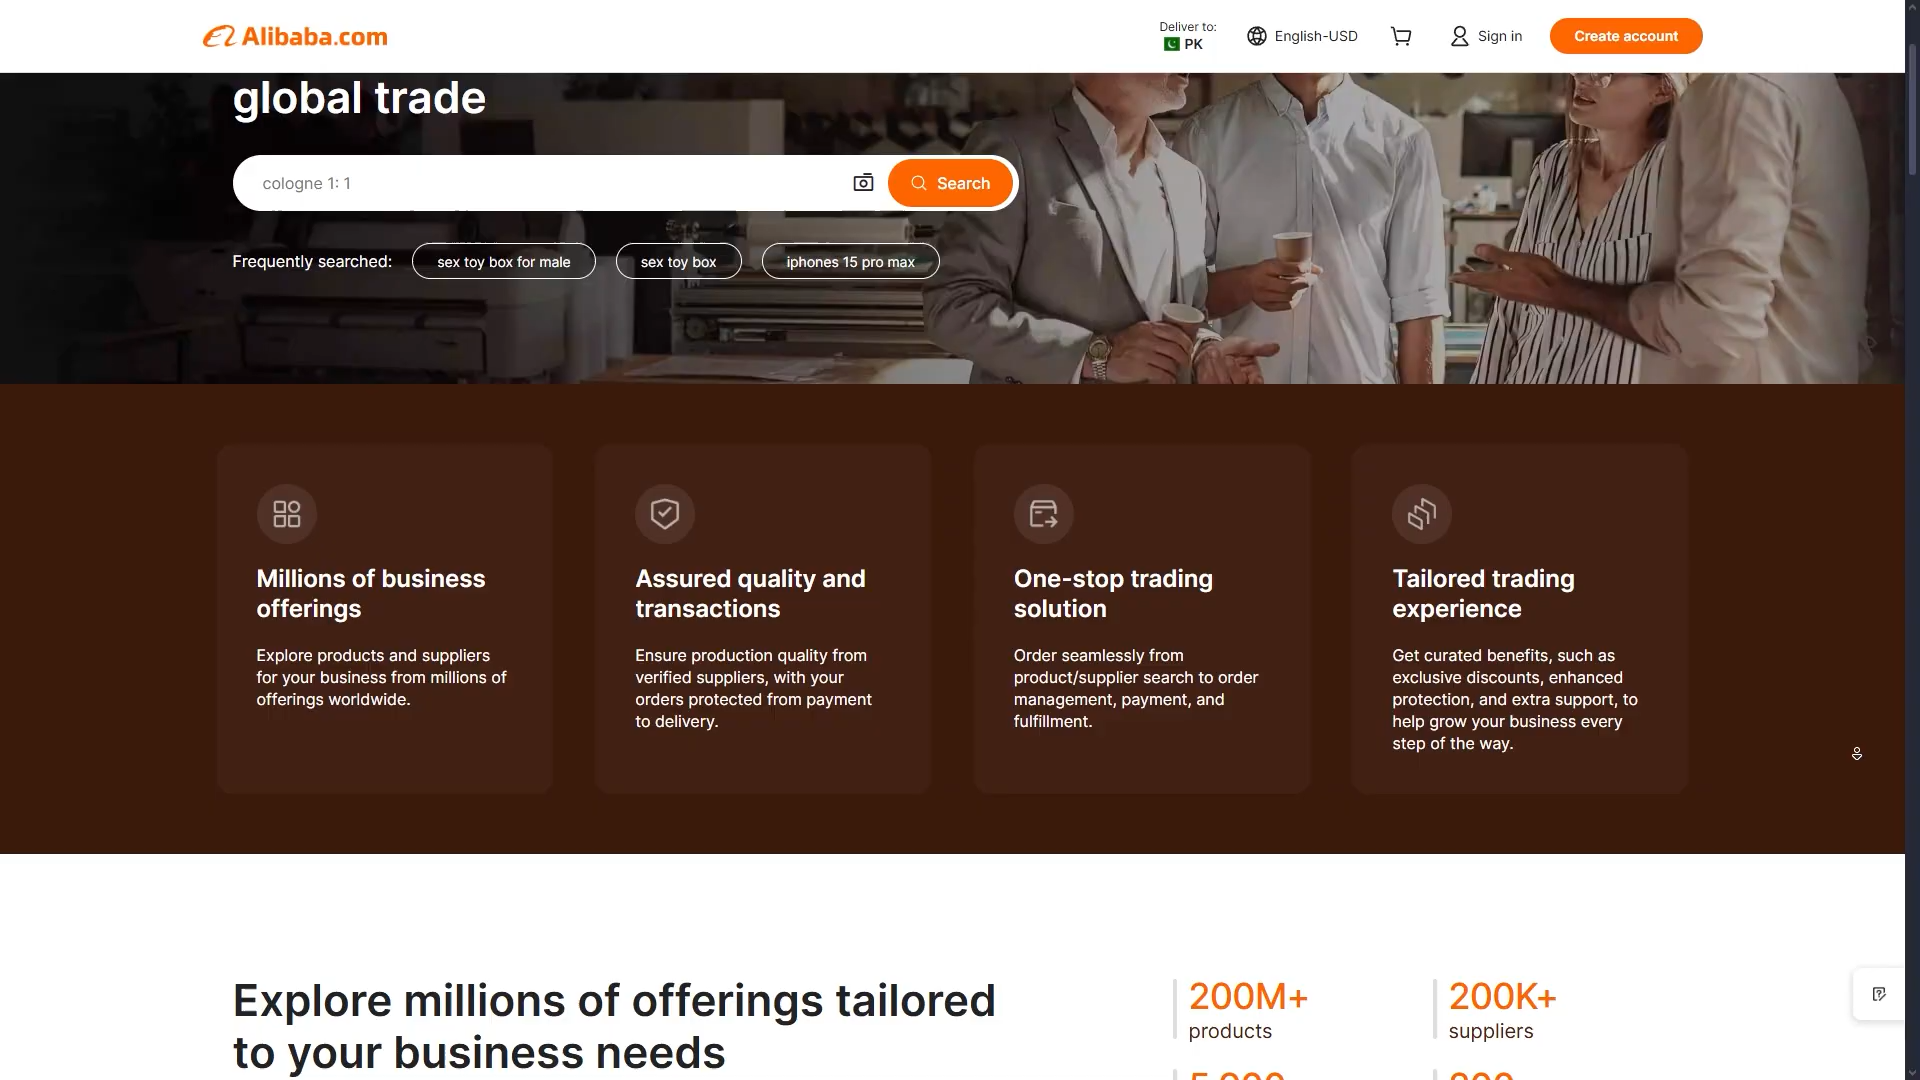 Alibaba.com
Deliver to:
PK
English-USD
Sign in
Create account
global trade
cologne 1: 1
Search
Frequently searched:
sex toy box for male
sex toy box
iphones 15 pro max
Millions of business
offerings
Explore products and suppliers
for your business from millions of
offerings worldwide.
Assured quality and
transactions
Ensure production quality from
verified suppliers, with your
orders protected from payment
to delivery.
One-stop trading
solution
Order seamlessly from
product/supplier search to order
management, payment, and
fulfillment.
Tailored trading
experience
Get curated benefits, such as
exclusive discounts, enhanced
protection, and extra support, to
help grow your business every
step of the way.
Explore millions of offerings tailored
to your business needs
200M+
products
200K+
suppliers